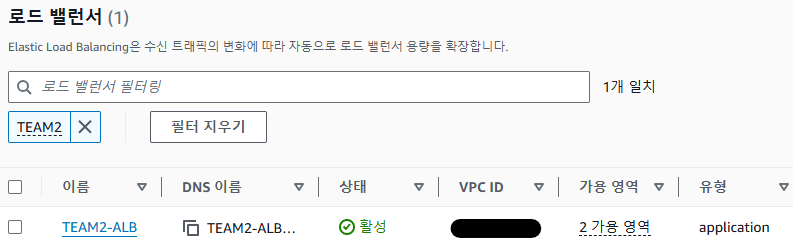 로드 밸런서 (1)
Elastic Load Balancing은 수신 트래픽의 변화에 따라 자동으로 로드 밸런서 용량을 확장합니다.
로드 밸런서 필터링 1개 일치
TEAM2 필터 지우기
이름 DNS 이름 상태 VPC ID 가용 영역 유형
TEAM2-ALB TEAM2-ALB... 활성 2 가용 영역 application